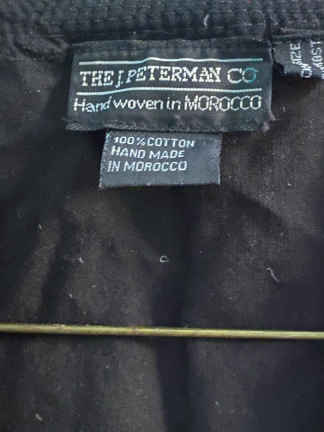 THE J. PETERMAN CO
Hand woven in MOROCCO
100% COTTON
HAND MADE
IN MOROCCO